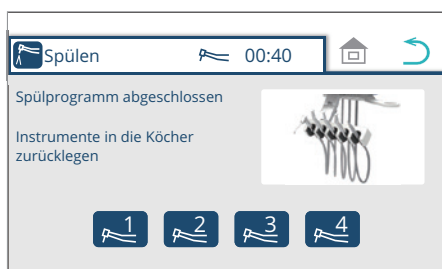 Spülen 00:40
Spülprogramm abgeschlossen
Instrumente in die Köcher
zurücklegen
1 2 3 4